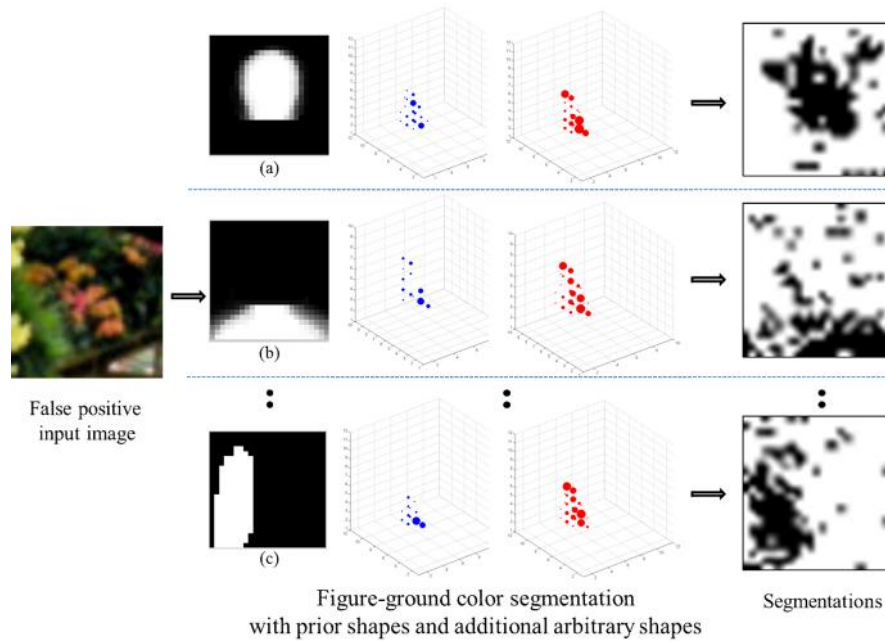 (a)
(b)
False positive
input image
(c)
Figure-ground color segmentation
with prior shapes and additional arbitrary shapes
Segmentations